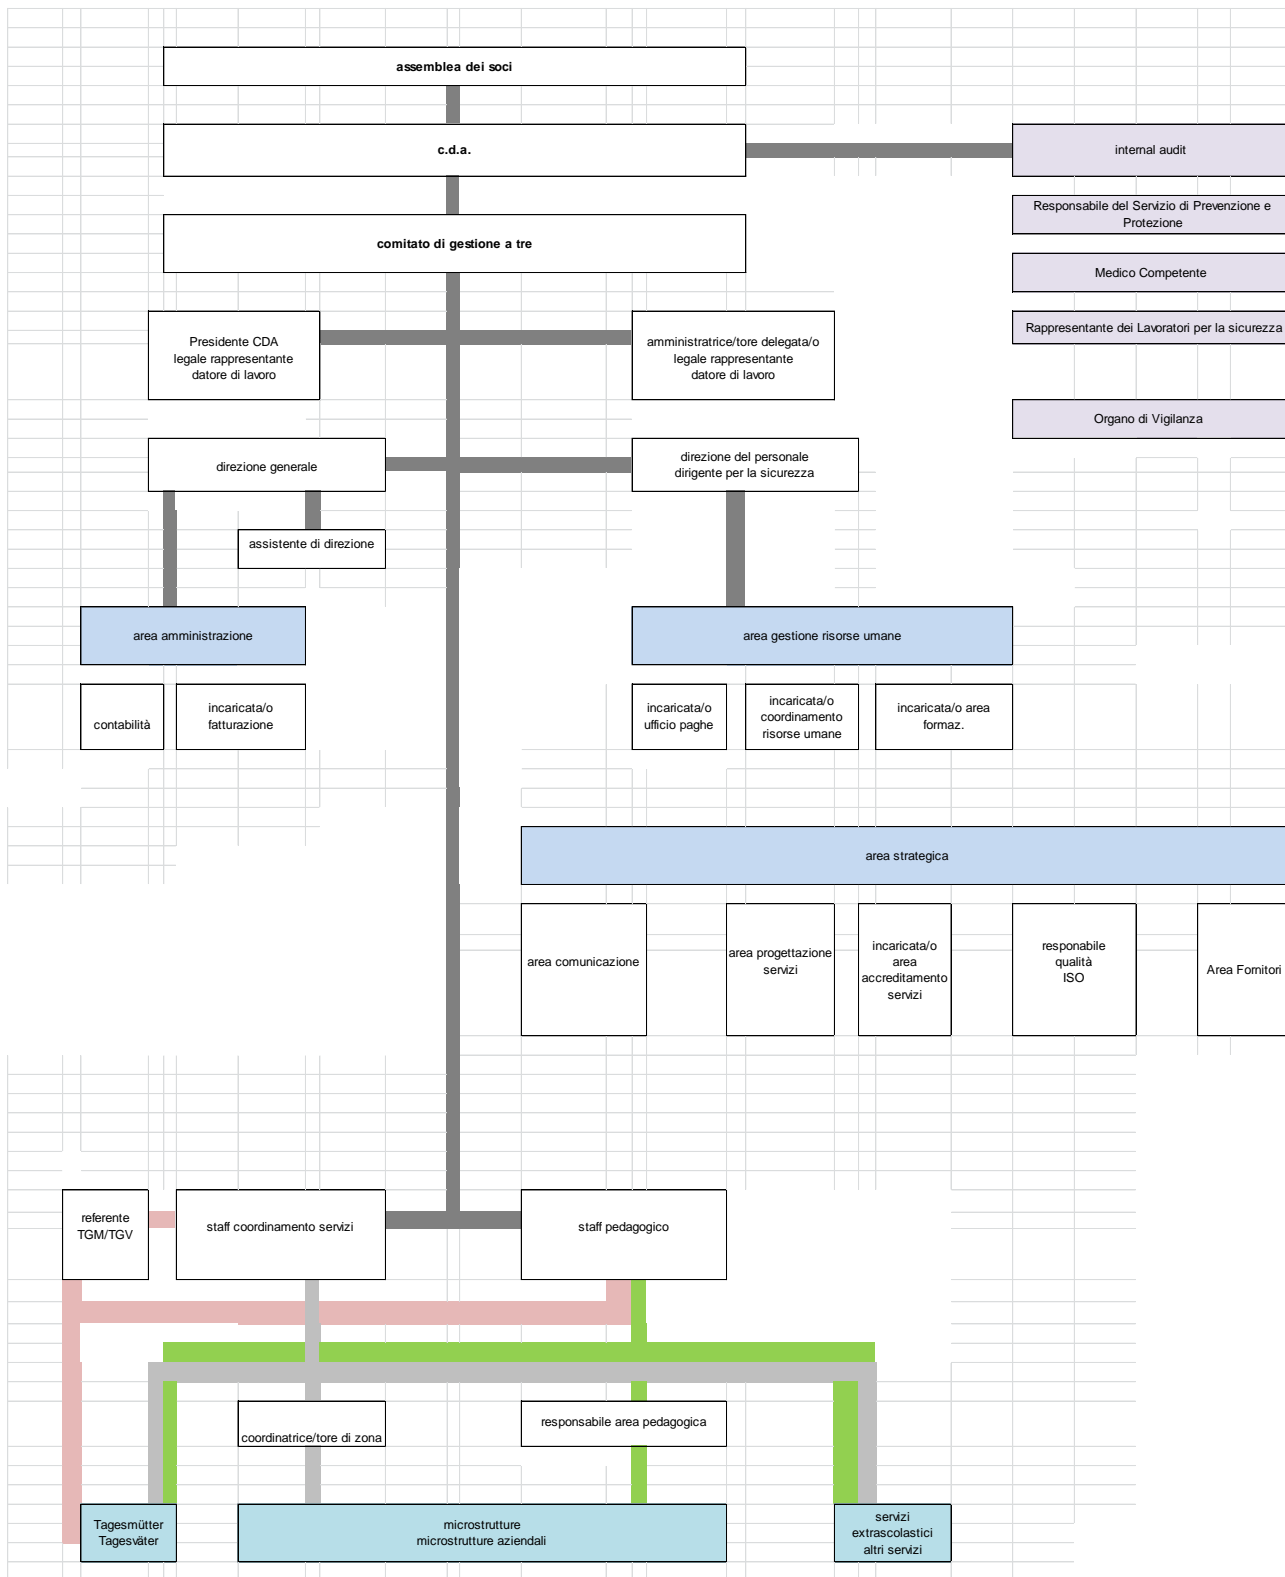 assemblea dei soci
c.d.a.
internal audit
Responsabile del Servizio di Prevenzione e
Protezione
comitato di gestione a tre
Medico Competente
Rappresentante dei Lavoratori per la sicurezza
Presidente CDA
legale rappresentante
datore di lavoro
amministratrice/tore delegata/o
legale rappresentante
datore di lavoro
Organo di Vigilanza
direzione generale
direzione del personale
dirigente per la sicurezza
assistente di direzione
area amministrazione
area gestione risorse umane
contabilità
incaricata/o
fatturazione
incaricata/o
ufficio paghe
incaricata/o
coordinamento
risorse umane
incaricata/o area
formaz.
area strategica
area comunicazione
area progettazione
servizi
incaricata/o
area
accreditamento
servizi
responabile
qualità
ISO
Area Fornitori
referente
TGM/TGV
staff coordinamento servizi
staff pedagogico
coordinatrice/tore di zona
responsabile area pedagogica
Tagesmütter
Tagesväter
microstrutture
microstrutture aziendali
servizi
extrascolastici
altri servizi